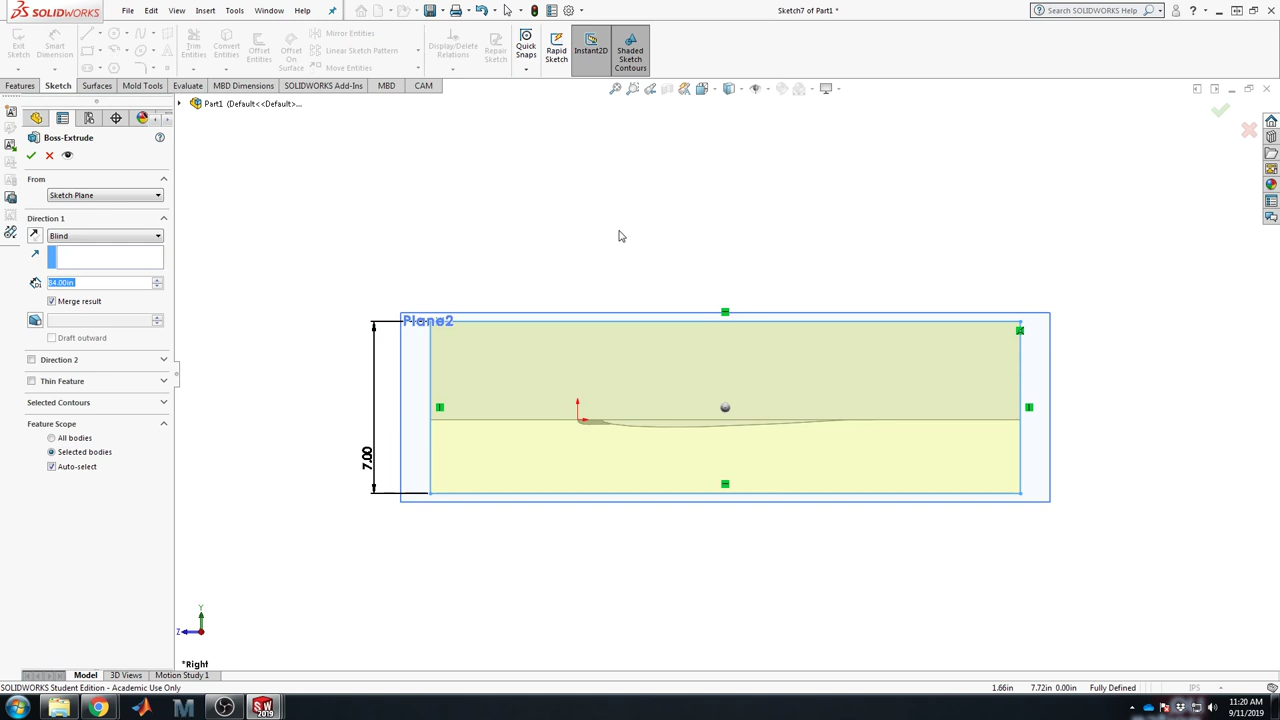 SOLIDWORKS
File Edit View Insert Tools Window Help
Sketch7 of Part1 *
Search SOLIDWORKS Help
Exit Sketch
Smart Dimension
Trim Entities
Convert Entities
Offset Entities
Offset On Surface
Mirror Entities
Linear Sketch Pattern
Move Entities
Display/Delete Relations
Repair Sketch
Quick Snaps
Rapid Sketch
Instant2D
Shaded Sketch Contours
Features Sketch Surfaces Mold Tools Evaluate MBD Dimensions SOLIDWORKS Add-Ins MBD CAM
Part1 (Default<<Default>...
Boss-Extrude
From
Sketch Plane
Direction 1
Blind
84.00in
Merge result
Draft outward
Direction 2
Thin Feature
Selected Contours
Feature Scope
All bodies
Selected bodies
Auto-select
Plane2
7.00
Y
Z
*Right
Model 3D Views Motion Study 1
SOLIDWORKS Student Edition - Academic Use Only
1.66in 7.72in 0.00in Fully Defined
IPS
SW 2019
11:20 AM
9/11/2019